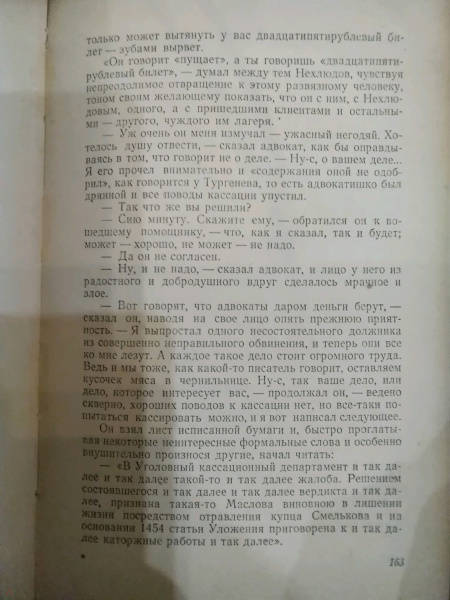 только может вытянуть у вас двадцатипятирублевый би-
лет — зубами вырвет.
«Он говорит «пущает», а ты говоришь «двадцатипяти-
рублевый билет», — думал между тем Нехлюдов, чувствуя
непреодолимое отвращение к этому развязному человеку,
тоном своим желающему показать, что он с ним, с Нехлю-
довым, одного, а с пришедшими клиентами и остальны-
ми — другого, чуждого им лагеря.
— Уж очень он меня измучал — ужасный негодяй. Хо-
телось душу отвести, — сказал адвокат, как бы оправды-
ваясь в том, что говорит не о деле. — Ну-с, о вашем деле...
Я его прочел внимательно и «содержания оной не одоб-
рил», как говорится у Тургенева, то есть адвокатишко был
дрянной и все поводы кассации упустил.
— Так что же вы решили?
— Сию минуту. Скажите ему, — обратился он к во-
шедшему помощнику, — что, как я сказал, так и будет;
может — хорошо, не может — не надо.
— Да он не согласен.
— Ну, и не надо, — сказал адвокат, и лицо у него из
радостного и добродушного вдруг сделалось мрачное и
злое.
— Вот говорят, что адвокаты даром деньги берут, —
сказал он, наводя на свое лицо опять прежнюю прият-
ность. — Я выпростал одного несостоятельного должника
из совершенно неправильного обвинения, и теперь они все
ко мне лезут. А каждое такое дело стоит огромного труда.
Ведь и мы тоже, как какой-то писатель говорит, оставляем
кусочек мяса в чернильнице. Ну-с, так ваше дело, или
дело, которое интересует вас, — продолжал он, — ведено
скверно, хороших поводов к кассации нет, но все-таки по-
пытаться кассировать можно, и я вот написал следующее.
Он взял лист исписанной бумаги и, быстро проглаты-
вая некоторые неинтересные формальные слова и особенно
внушительно произнося другие, начал читать:
— «В Уголовный кассационный департамент и так да-
лее и так далее такой-то и так далее жалоба. Решением
состоявшегося и так далее и так далее вердикта и так да-
лее, признана такая-то Маслова виновною в лишении
жизни посредством отравления купца Смелькова и на
основании 1454 статьи Уложения приговорена к и так да-
лее каторжные работы и так далее».
163